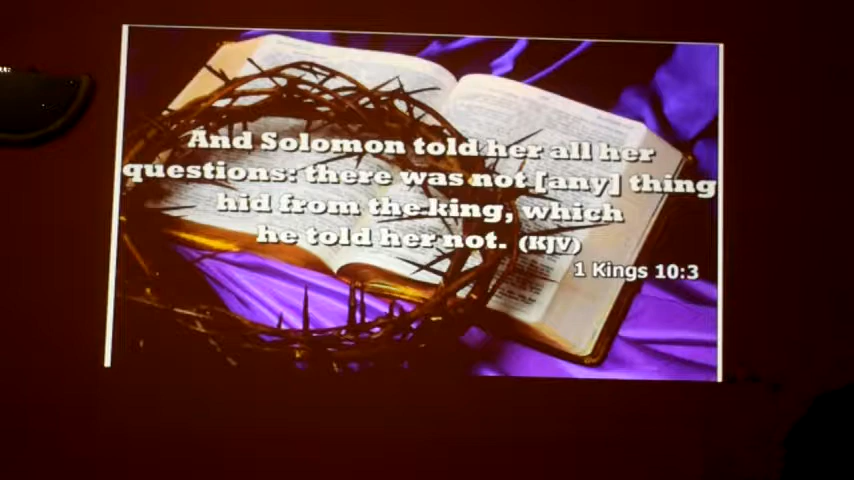 And Solomon told her all her
questions: there was not [any] thing
hid from the king, which
he told her not. (KJV)
1 Kings 10:3